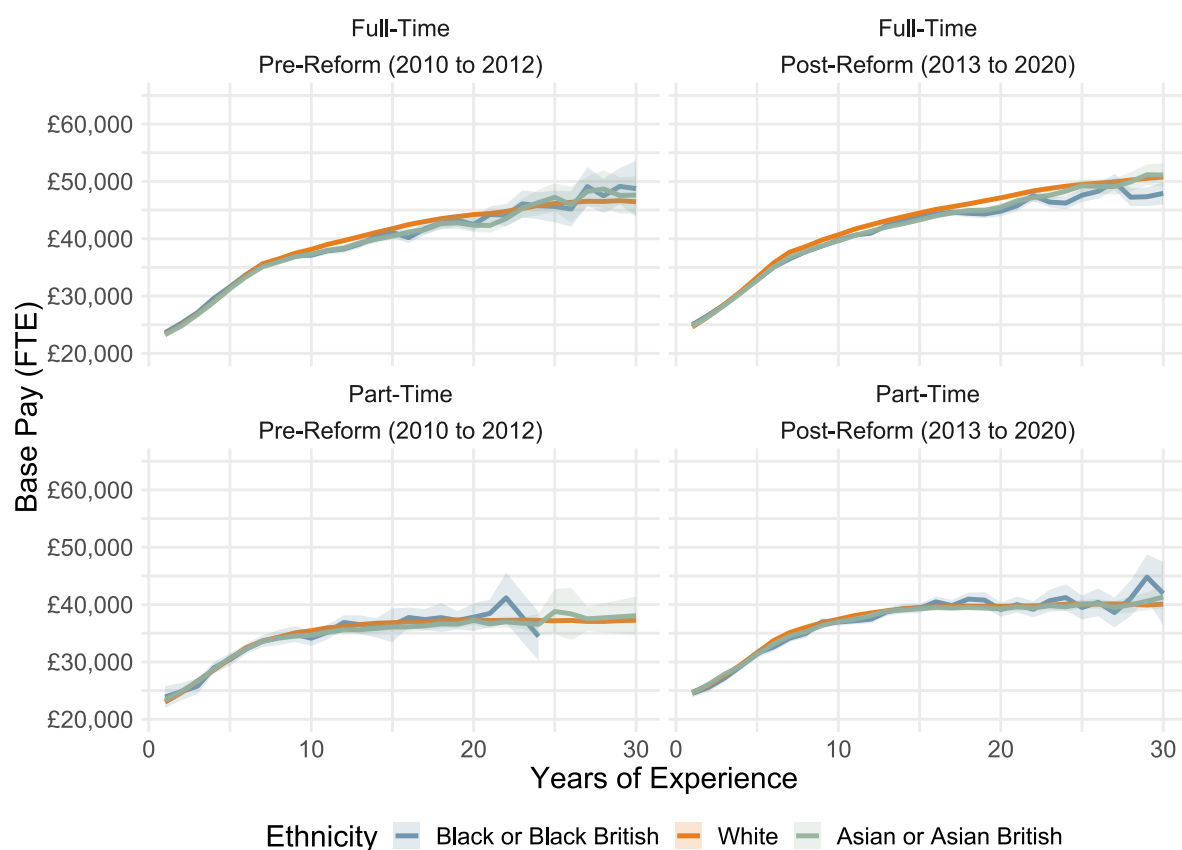 Full-Time
Pre-Reform (2010 to 2012)
Full-Time
Post-Reform (2013 to 2020)
£60,000
£50,000
£40,000
£30,000
£20,000
Part-Time
Pre-Reform (2010 to 2012)
Part-Time
Post-Reform (2013 to 2020)
£60,000
£50,000
£40,000
£30,000
£20,000
Base Pay (FTE)
0 10 20 30 0 10 20 30
Years of Experience
Ethnicity Black or Black British White Asian or Asian British